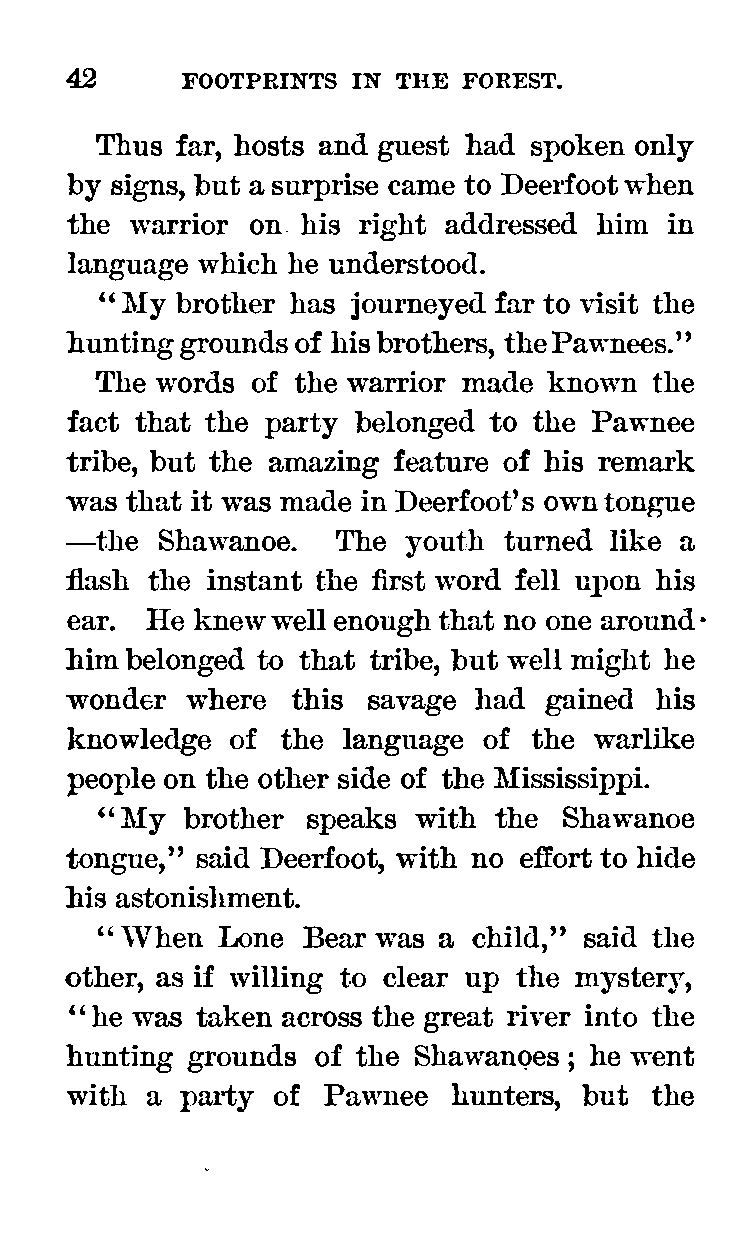 42 FOOTPRINTS IN THE FOREST.
Thus far, hosts and guest had spoken only
by signs, but a surprise came to Deerfoot when
the warrior on his right addressed him in
language which he understood.
“My brother has journeyed far to visit the
hunting grounds of his brothers, the Pawnees.”
The words of the warrior made known the
fact that the party belonged to the Pawnee
tribe, but the amazing feature of his remark
was that it was made in Deerfoot’s own tongue
—the Shawanoe. The youth turned like a
flash the instant the first word fell upon his
ear. He knew well enough that no one around
him belonged to that tribe, but well might he
wonder where this savage had gained his
knowledge of the language of the warlike
people on the other side of the Mississippi.
“My brother speaks with the Shawanoe
tongue,” said Deerfoot, with no effort to hide
his astonishment.
“When Lone Bear was a child,” said the
other, as if willing to clear up the mystery,
“he was taken across the great river into the
hunting grounds of the Shawanoes; he went
with a party of Pawnee hunters, but the